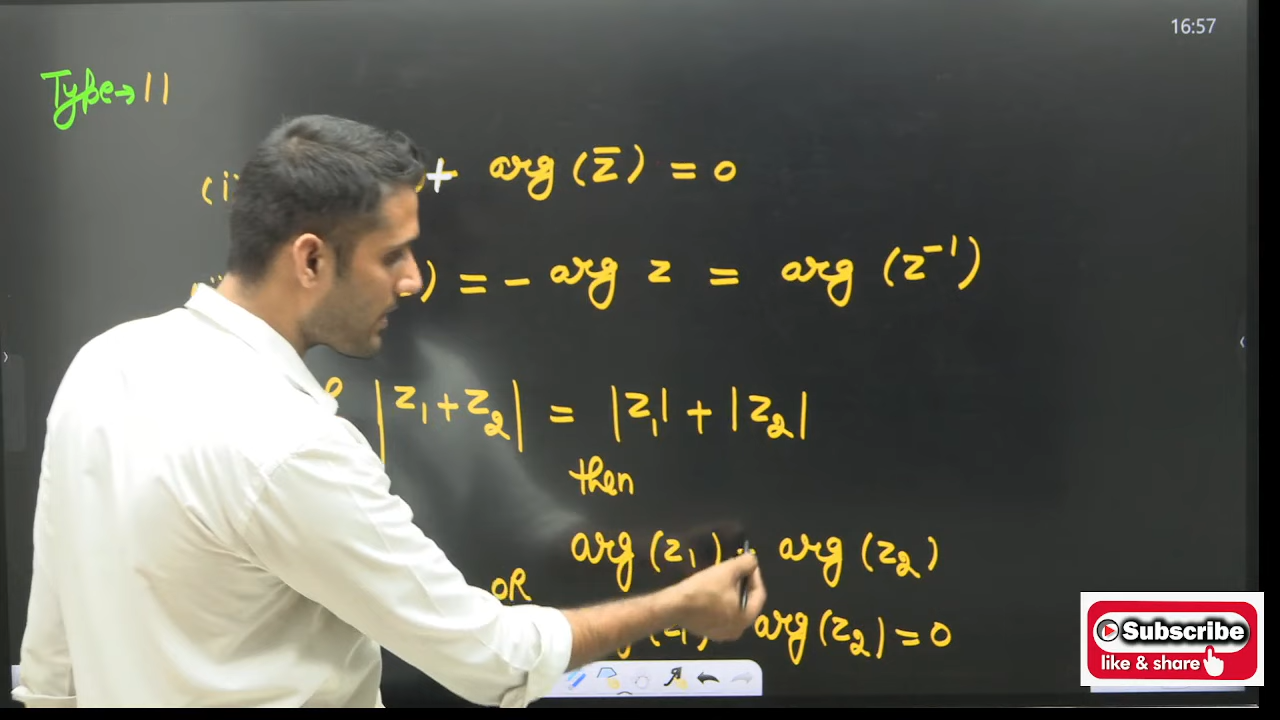 16:57
Type→ 11
(i + arg (z̅) = 0
) = - arg z = arg (z⁻¹)
|z₁+z₂| = |z₁| + |z₂|
then
arg (z₁) = arg (z₂)
OR
(z₁) arg (z₂) = 0
Subscribe
like & share